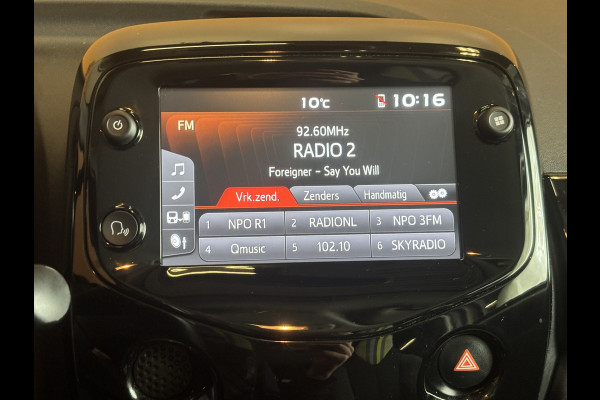 10°C 10:16
FM
92.60MHz
RADIO 2
Foreigner - Say You Will
Vrk.zend. Zenders Handmatig
1 NPO R1 2 RADIONL 3 NPO 3FM
4 Qmusic 5 102.10 6 SKYRADIO